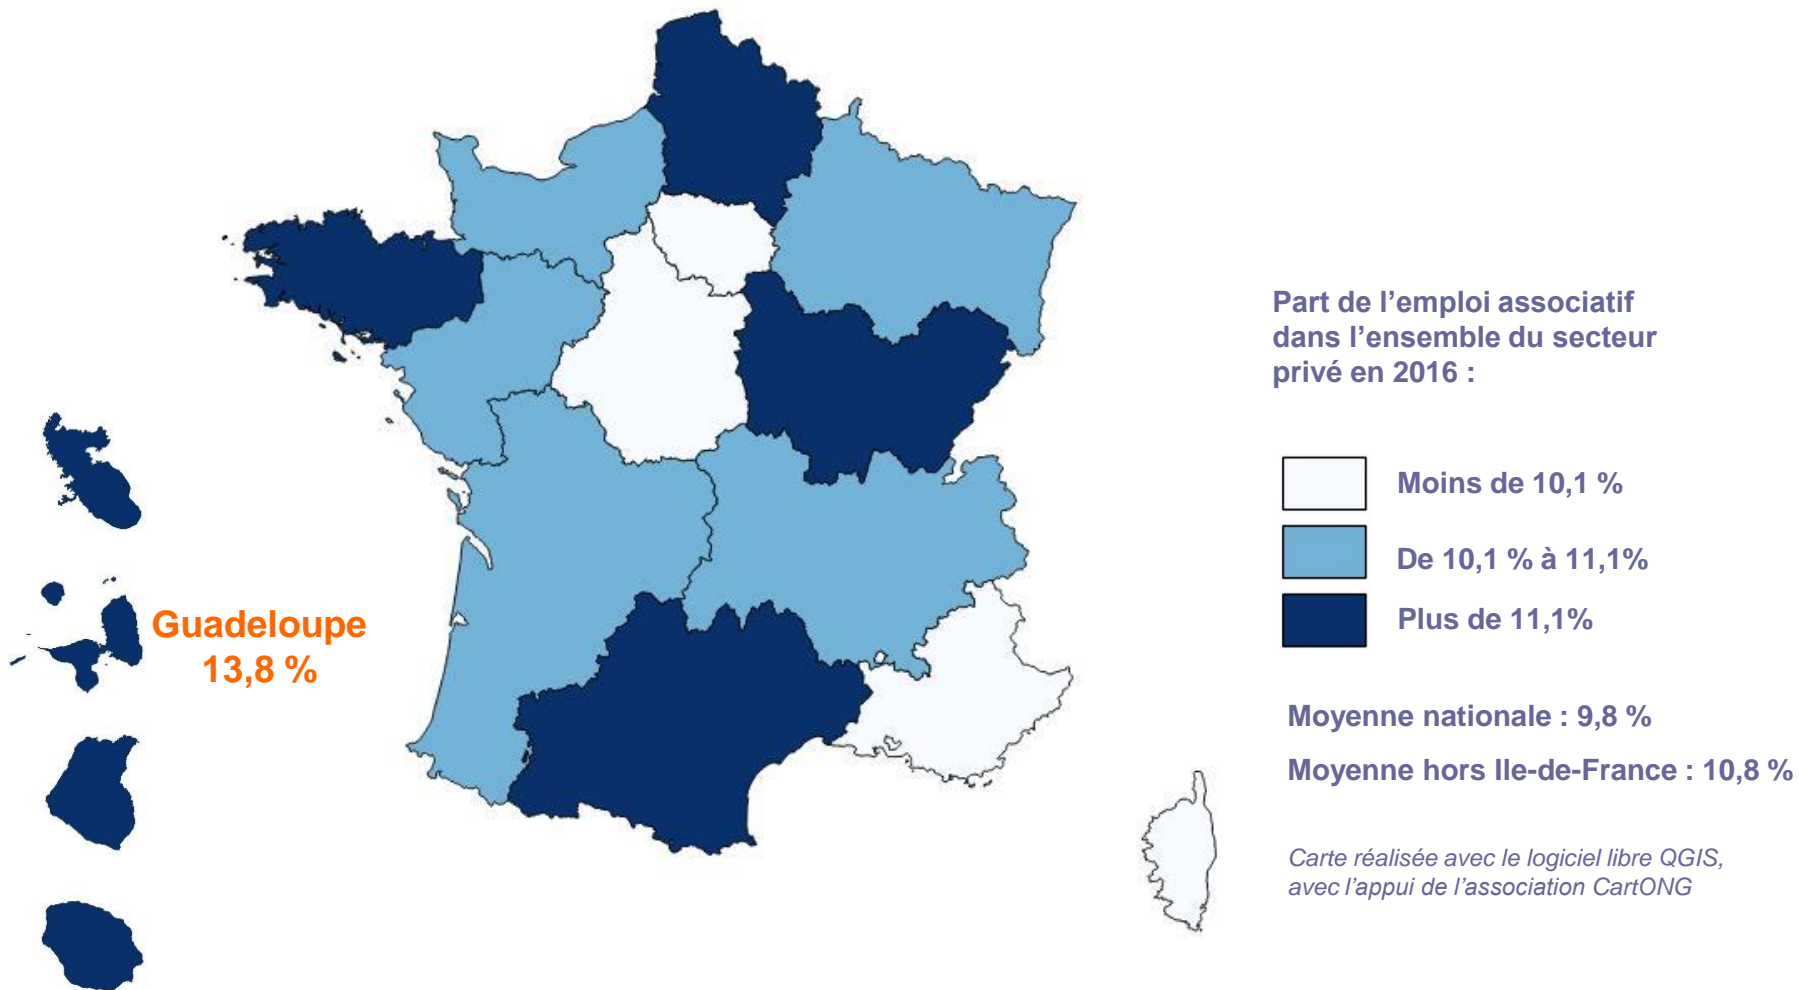 Part de l’emploi associatif
dans l’ensemble du secteur
privé en 2016 :
Moins de 10,1 %
De 10,1 % à 11,1%
Plus de 11,1%
Guadeloupe
13,8 %
Moyenne nationale : 9,8 %
Moyenne hors Ile-de-France : 10,8 %
Carte réalisée avec le logiciel libre QGIS,
avec l’appui de l’association CartONG